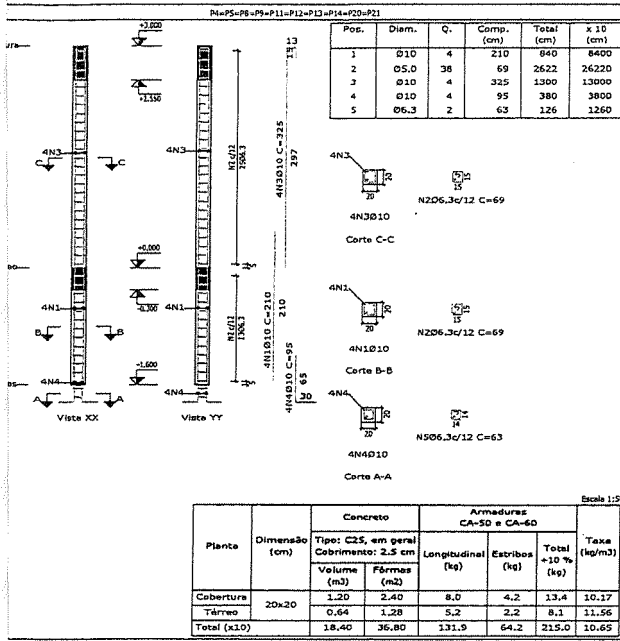 P4=P5=P8=P9=P11=P12=P13=P14=P20=P21
Pos. Diam. Q. Comp. (cm) Total (cm) x 10 (cm)
1 Ø10 4 210 840 8400
2 Ø5.0 38 69 2622 26220
3 Ø10 4 325 1300 13000
4 Ø10 4 95 380 3800
5 Ø6.3 2 63 126 1260
+3,000
13
4N3
C C
4N3
4N3Ø10 C=325
297
4N3
20
20
15
15
N2Ø6,3c/12 C=69
4N3Ø10
Corte C-C
+0,000
4N1
4N1
B B
N2 c/12
4N1Ø10 C=210
210
4N1
20
20
15
15
N2Ø6,3c/12 C=69
4N1Ø10
Corte B-B
-1,600
4N4
4N4
A A
4N4Ø10 C=95
65
30
Vista XX
Vista YY
4N4
20
20
14
14
N5Ø6,3c/12 C=63
4N4Ø10
Corte A-A
Escala 1:5
Planta Dimensão (cm) Concreto Armaduras CA-50 e CA-60 Taxa (kg/m3)
Tipo: C25, em geral
Cobrimento: 2.5 cm
Volume (m3) Fôrmas (m2) Longitudinal (kg) Estribos (kg) Total +10 % (kg)
Cobertura 20x20 1.20 2.40 8.0 4.2 13.4 10.17
Térreo 0.64 1.28 5.2 2.2 8.1 11.56
Total (x10) 18.40 36.80 131.9 64.2 215.0 10.65